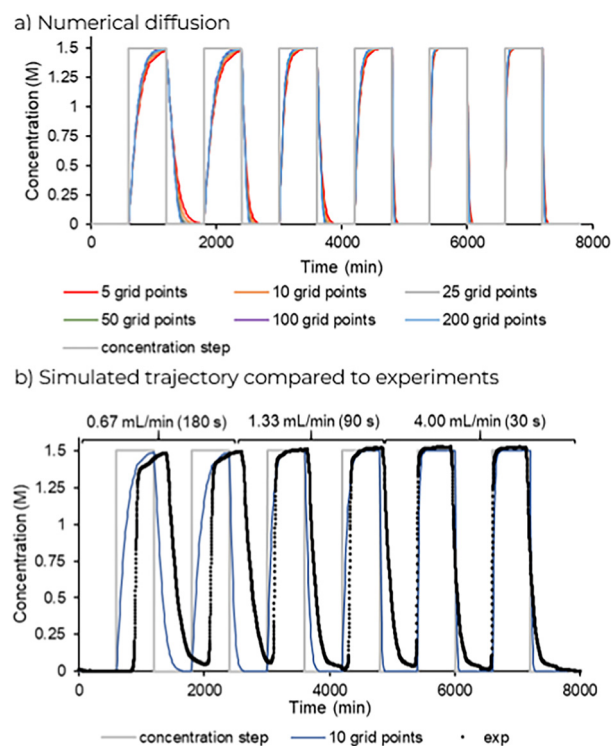 a) Numerical diffusion
Concentration (M)
1.5
1.25
1
0.75
0.5
0.25
0
0 2000 4000 6000 8000
Time (min)
5 grid points 10 grid points 25 grid points
50 grid points 100 grid points 200 grid points
concentration step
b) Simulated trajectory compared to experiments
0.67 mL/min (180 s) 1.33 mL/min (90 s) 4.00 mL/min (30 s)
Concentration (M)
1.5
1.25
1
0.75
0.5
0.25
0
0 2000 4000 6000 8000
Time (min)
concentration step 10 grid points exp